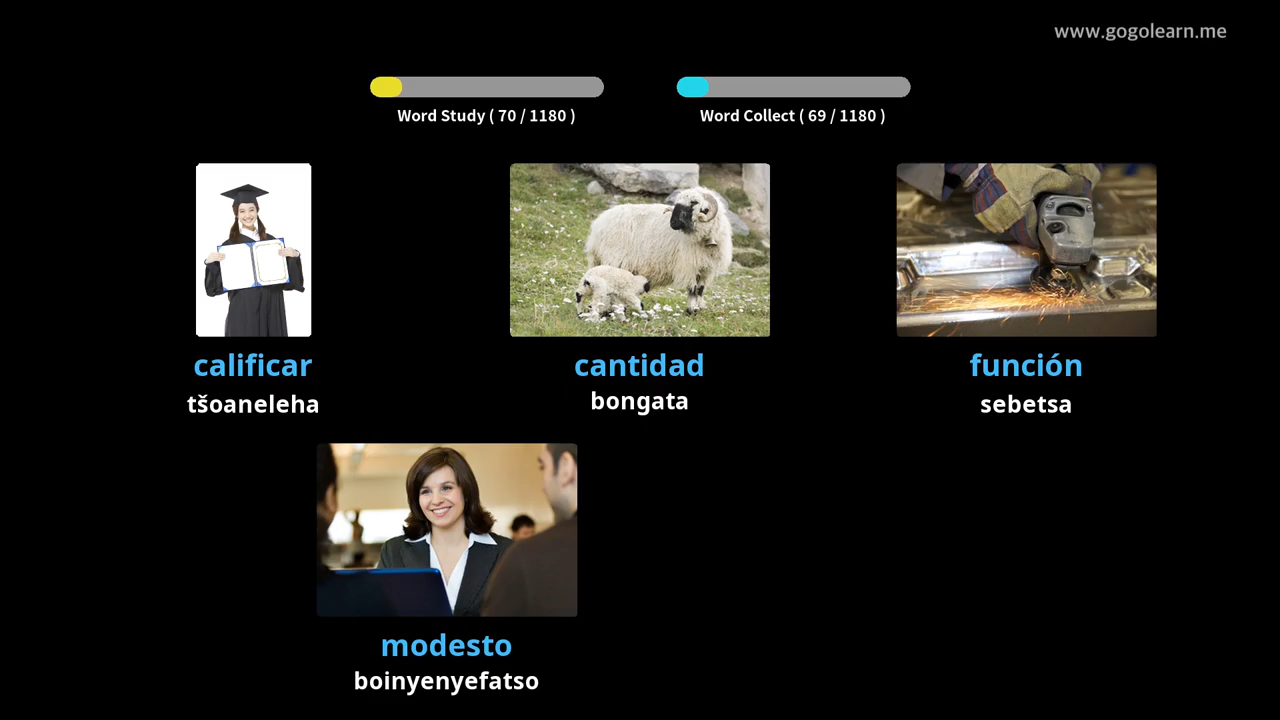 www.gogolearn.me
Word Study ( 70 / 1180 )
Word Collect ( 69 / 1180 )
calificar
tšoaneleha
cantidad
bongata
función
sebetsa
modesto
boinyenyefatso